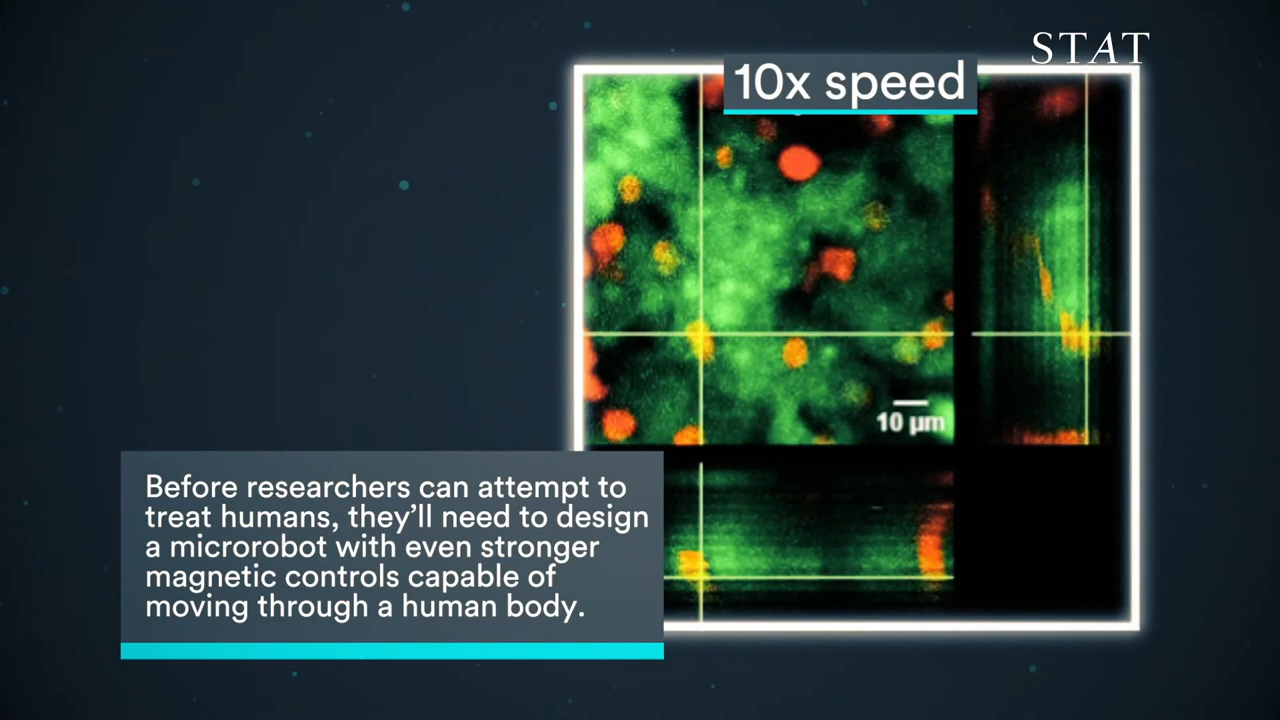 STAT
10x speed
10 µm
Before researchers can attempt to
treat humans, they’ll need to design
a microrobot with even stronger
magnetic controls capable of
moving through a human body.